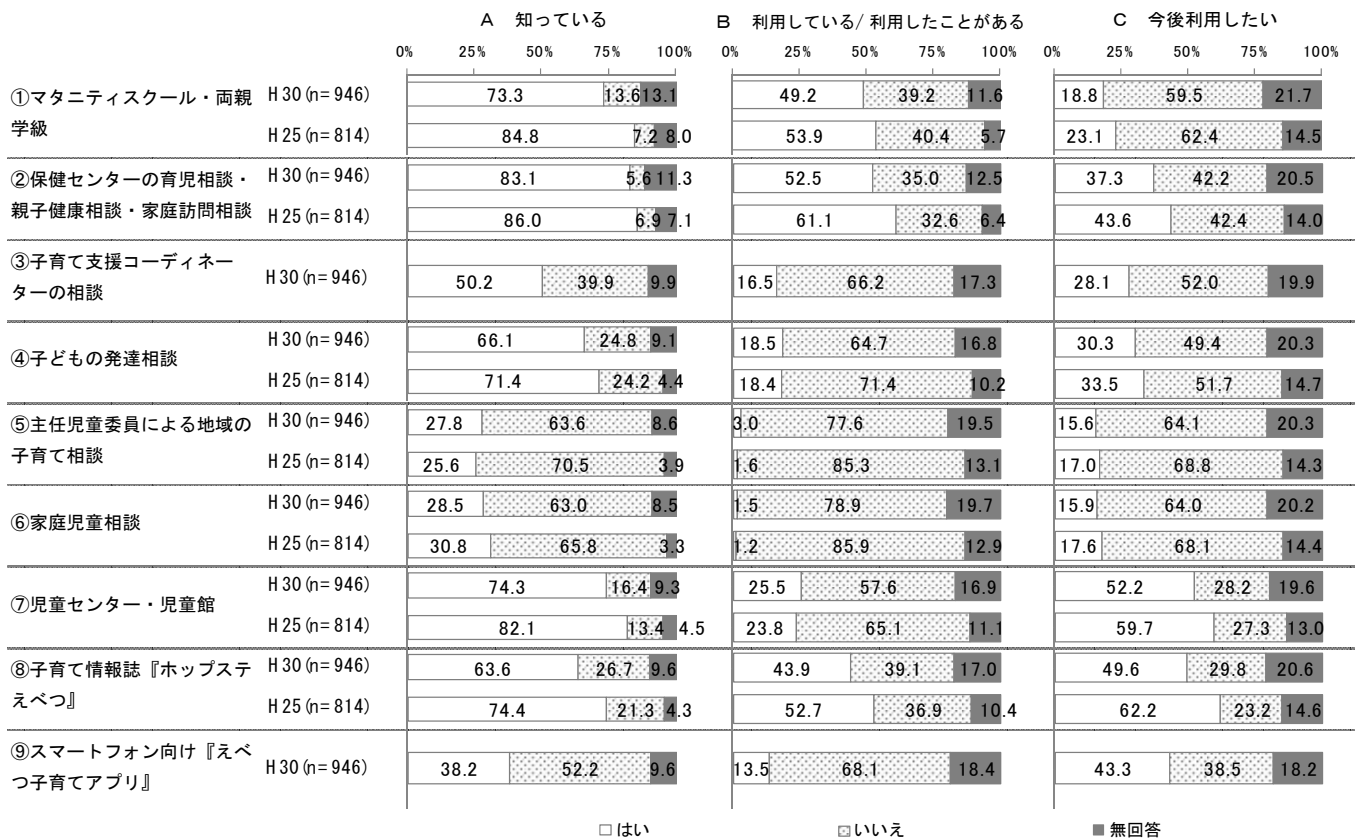 A 知っている B 利用している/利用したことがある C 今後利用したい
0% 25% 50% 75% 100% 0% 25% 50% 75% 100% 0% 25% 50% 75% 100%
①マタニティスクール・両親
学級
H30(n=946) 73.3 13.6 13.1 49.2 39.2 11.6 18.8 59.5 21.7
H25(n=814) 84.8 7.2 8.0 53.9 40.4 5.7 23.1 62.4 14.5
②保健センターの育児相談・
親子健康相談・家庭訪問相談
H30(n=946) 83.1 5.6 11.3 52.5 35.0 12.5 37.3 42.2 20.5
H25(n=814) 86.0 6.9 7.1 61.1 32.6 6.4 43.6 42.4 14.0
③子育て支援コーディネー
ターの相談
H30(n=946) 50.2 39.9 9.9 16.5 66.2 17.3 28.1 52.0 19.9
④子どもの発達相談
H30(n=946) 66.1 24.8 9.1 18.5 64.7 16.8 30.3 49.4 20.3
H25(n=814) 71.4 24.2 4.4 18.4 71.4 10.2 33.5 51.7 14.7
⑤主任児童委員による地域の
子育て相談
H30(n=946) 27.8 63.6 8.6 3.0 77.6 19.5 15.6 64.1 20.3
H25(n=814) 25.6 70.5 3.9 1.6 85.3 13.1 17.0 68.8 14.3
⑥家庭児童相談
H30(n=946) 28.5 63.0 8.5 1.5 78.9 19.7 15.9 64.0 20.2
H25(n=814) 30.8 65.8 3.3 1.2 85.9 12.9 17.6 68.1 14.4
⑦児童センター・児童館
H30(n=946) 74.3 16.4 9.3 25.5 57.6 16.9 52.2 28.2 19.6
H25(n=814) 82.1 13.4 4.5 23.8 65.1 11.1 59.7 27.3 13.0
⑧子育て情報誌『ホップステ
えべつ』
H30(n=946) 63.6 26.7 9.6 43.9 39.1 17.0 49.6 29.8 20.6
H25(n=814) 74.4 21.3 4.3 52.7 36.9 10.4 62.2 23.2 14.6
⑨スマートフォン向け『えべ
つ子育てアプリ』
H30(n=946) 38.2 52.2 9.6 13.5 68.1 18.4 43.3 38.5 18.2
はい いいえ 無回答